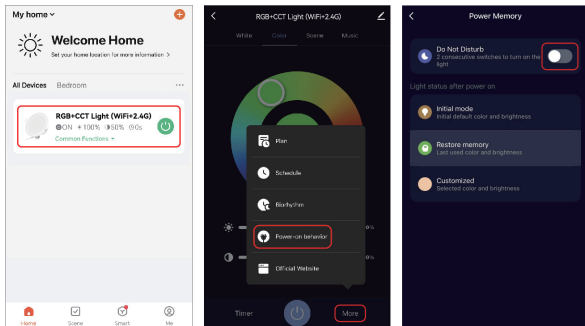 My home
Welcome Home
Set your home location for more information >
All Devices Bedroom ...
RGB+CCT Light (WiFi+2.4G)
ON 100% 50% 0s
Common Functions
Home Scene Smart Me
RGB+CCT Light (WiFi+2.4G)
White Color Scene Music
Plan
Schedule
Biorhythm
Power-on behavior
Official Website
0%
0%
Timer More
Power Memory
Do Not Disturb
2 consecutive switches to turn on the
light
Light status after power on
Initial mode
Initial default color and brightness
Restore memory
Last used color and brightness
Customized
Selected color and brightness